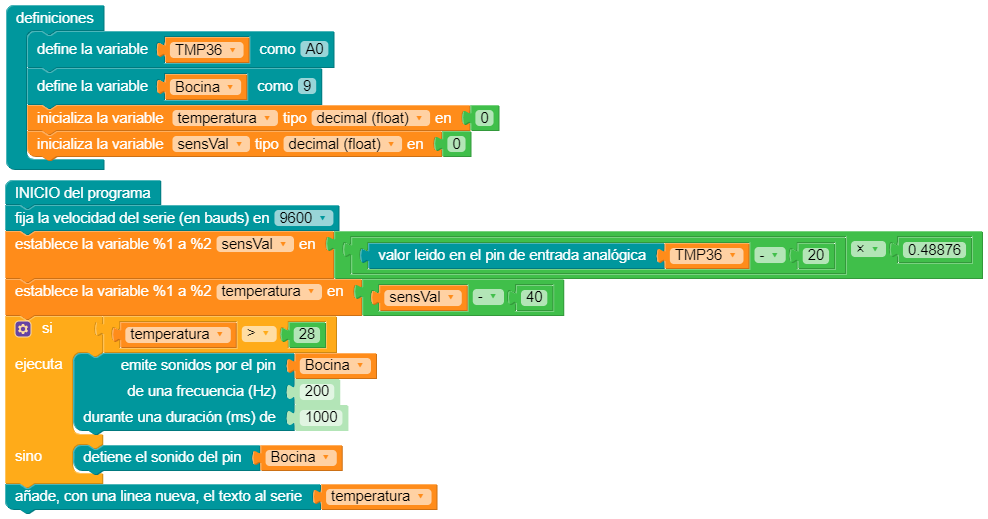 definiciones
define la variable TMP36 como A0
define la variable Bocina como 9
inicializa la variable temperatura tipo decimal (float) en 0
inicializa la variable sensVal tipo decimal (float) en 0
INICIO del programa
fija la velocidad del serie (en bauds) en 9600
establece la variable %1 a %2 sensVal en valor leido en el pin de entrada analógica TMP36 - 20 × 0.48876
establece la variable %1 a %2 temperatura en sensVal - 40
si temperatura > 28
ejecuta emite sonidos por el pin Bocina
de una frecuencia (Hz) 200
durante una duración (ms) de 1000
sino detiene el sonido del pin Bocina
añade, con una linea nueva, el texto al serie temperatura